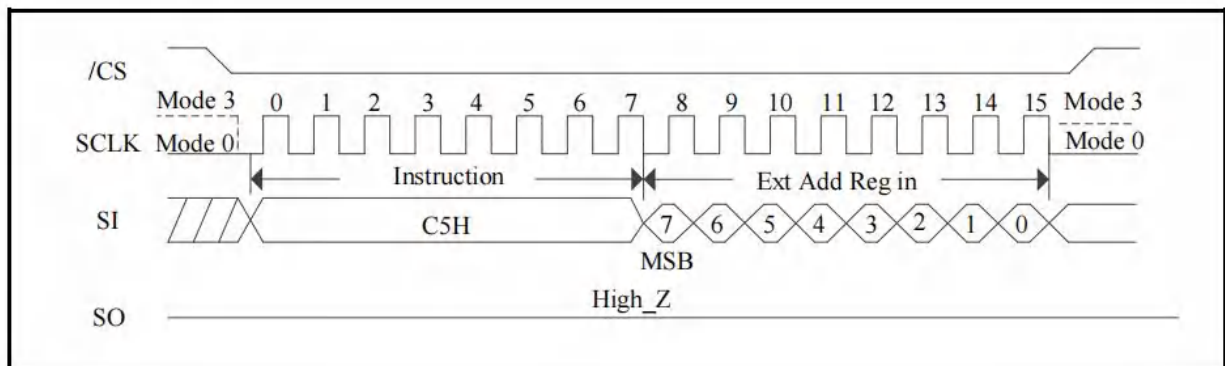 /CS
Mode 3 0 1 2 3 4 5 6 7 8 9 10 11 12 13 14 15 Mode 3
SCLK Mode 0 Mode 0
Instruction Ext Add Reg in
SI C5H 7 6 5 4 3 2 1 0
MSB
High_Z
SO